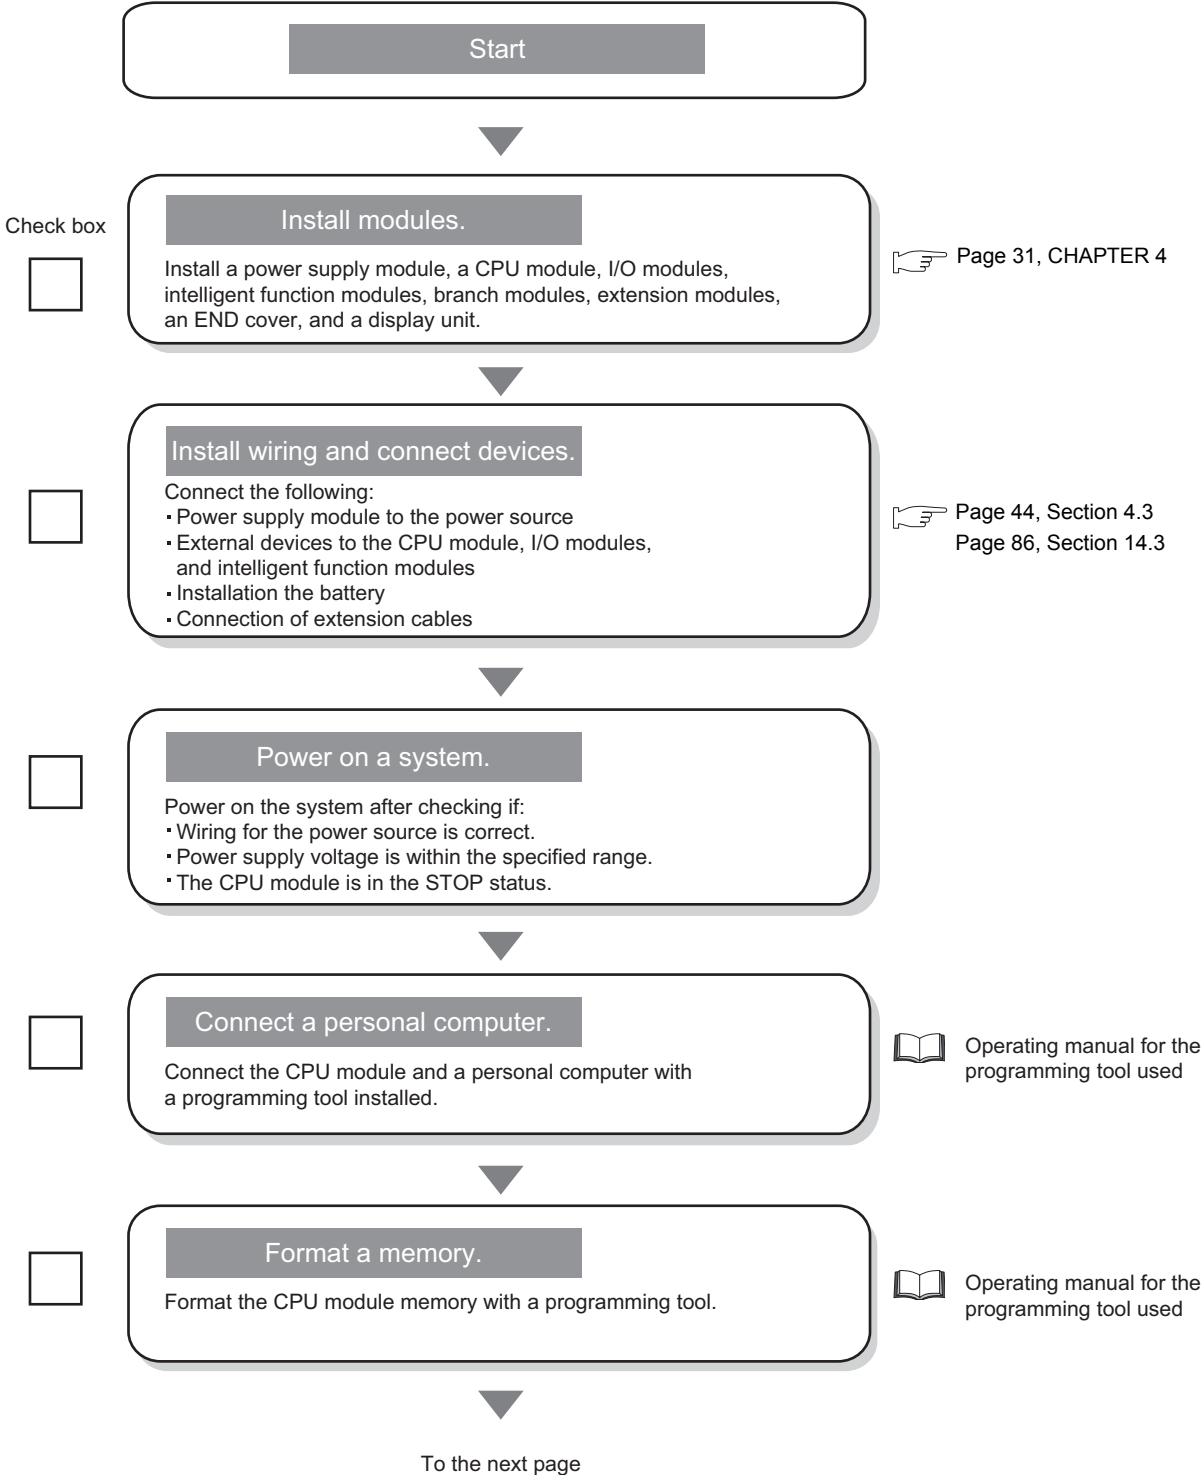 Start
Check box
Install modules.
Install a power supply module, a CPU module, I/O modules,
intelligent function modules, branch modules, extension modules,
an END cover, and a display unit.
Page 31, CHAPTER 4
Install wiring and connect devices.
Connect the following:
· Power supply module to the power source
· External devices to the CPU module, I/O modules,
and intelligent function modules
· Installation the battery
· Connection of extension cables
Page 44, Section 4.3
Page 86, Section 14.3
Power on a system.
Power on the system after checking if:
· Wiring for the power source is correct.
· Power supply voltage is within the specified range.
· The CPU module is in the STOP status.
Connect a personal computer.
Connect the CPU module and a personal computer with
a programming tool installed.
Operating manual for the
programming tool used
Format a memory.
Format the CPU module memory with a programming tool.
Operating manual for the
programming tool used
To the next page